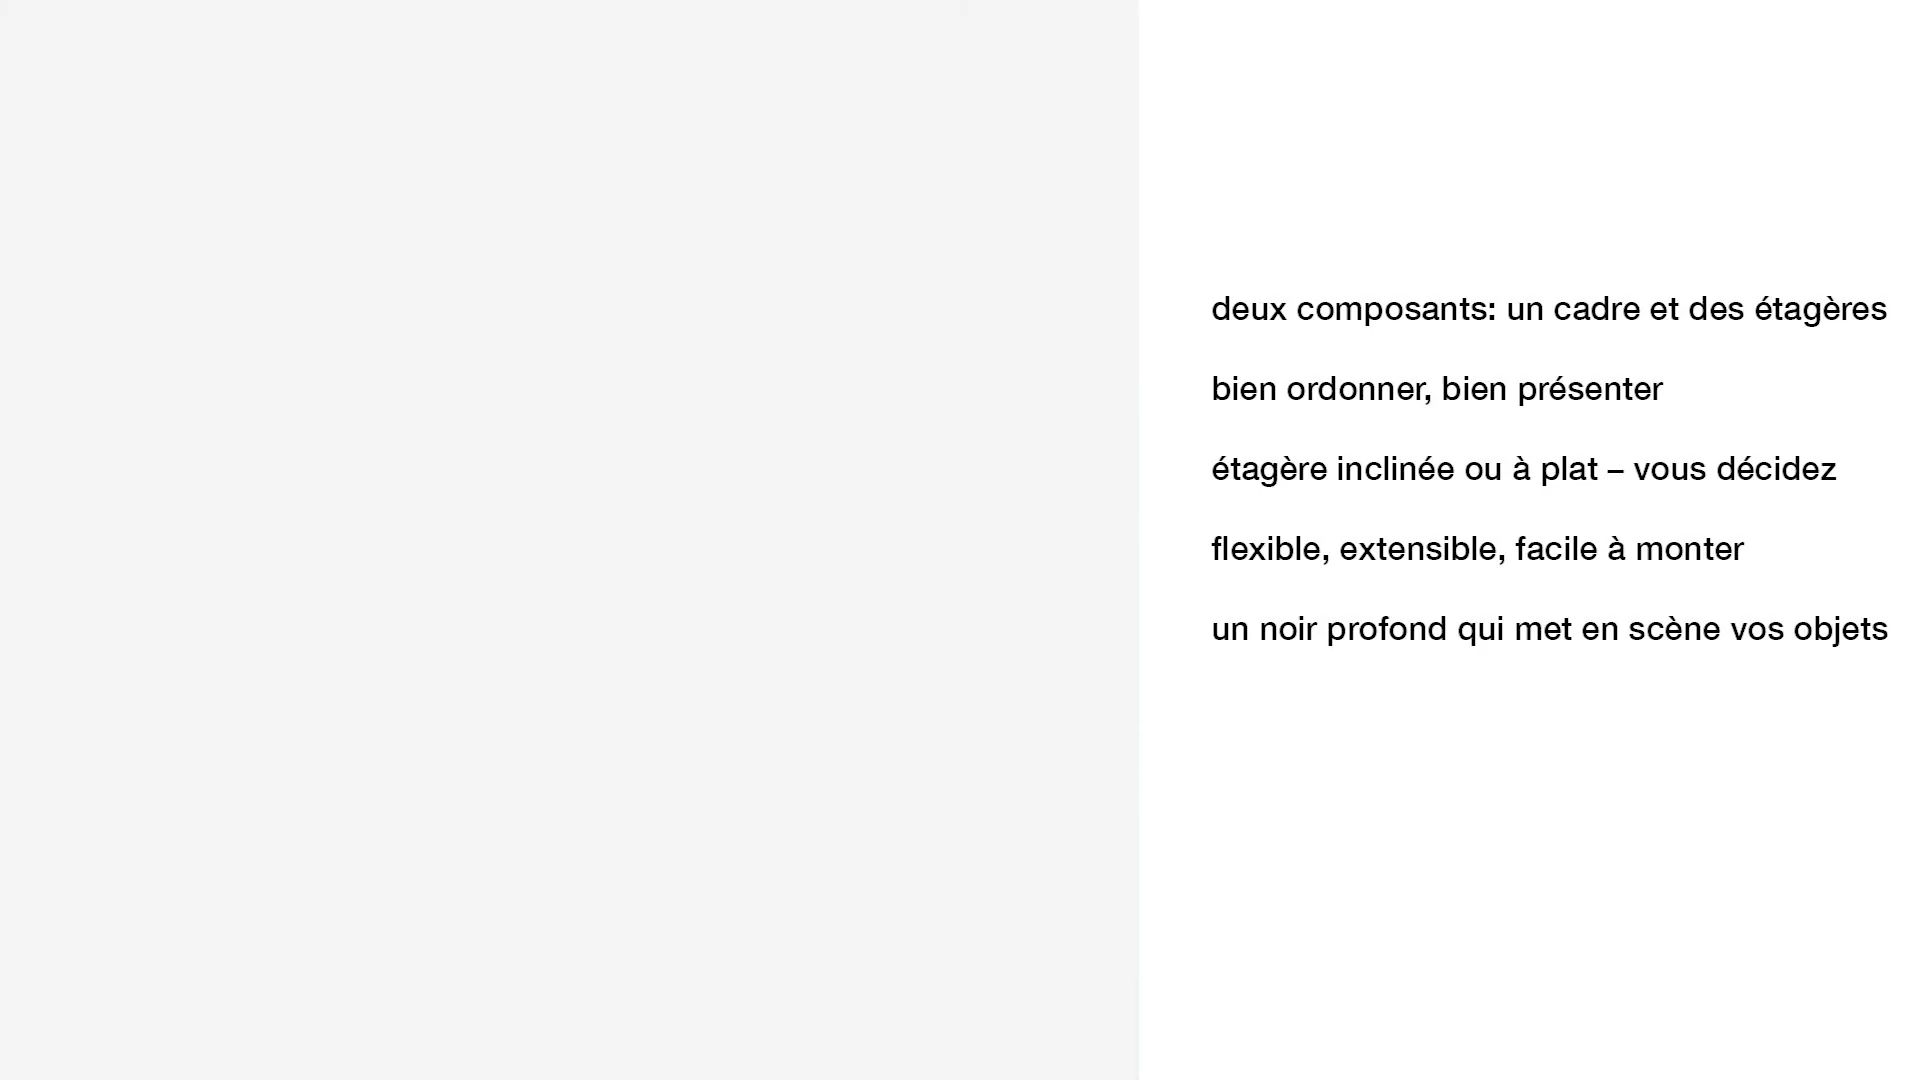 deux composants: un cadre et des étagères
bien ordonner, bien présenter
étagère inclinée ou à plat – vous décidez
flexible, extensible, facile à monter
un noir profond qui met en scène vos objets